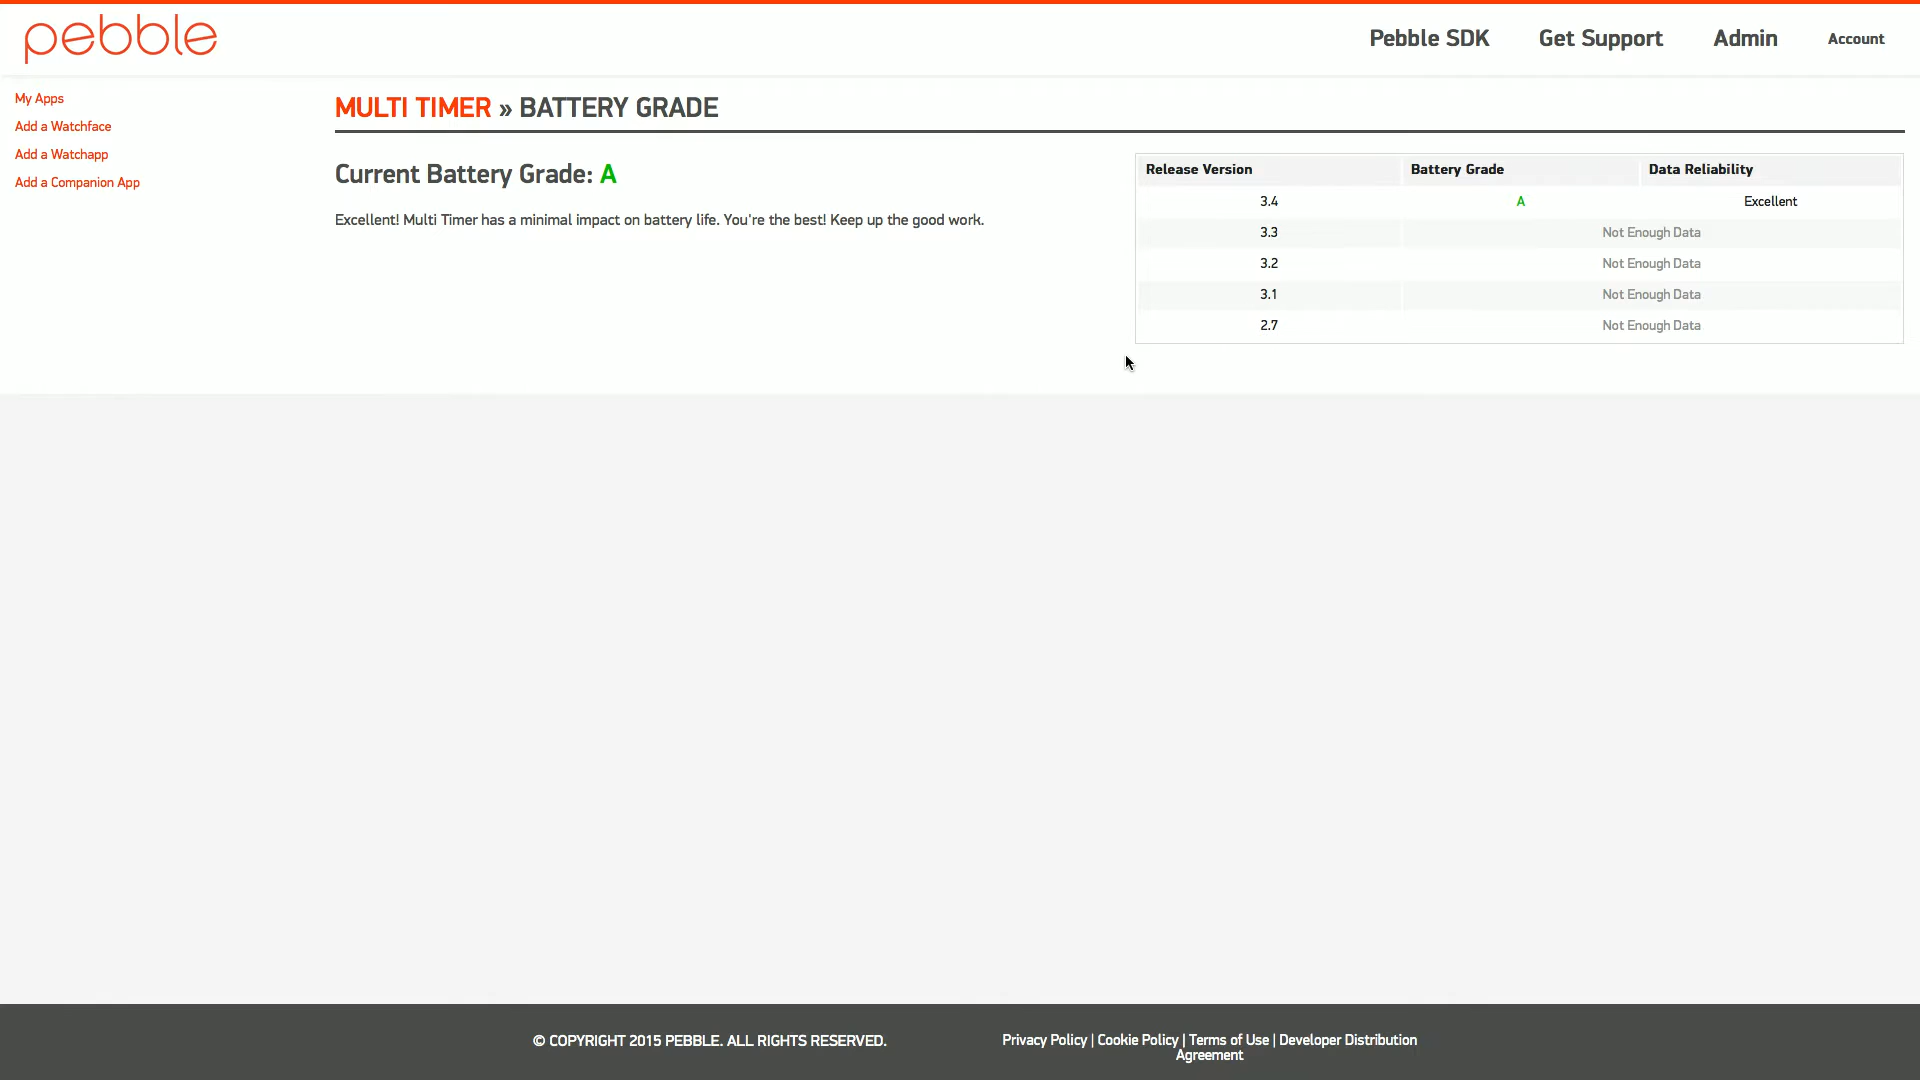 pebble
Pebble SDK
Get Support
Admin
Account
My Apps
Add a Watchface
Add a Watchapp
Add a Companion App
MULTI TIMER » BATTERY GRADE
Current Battery Grade: A
Excellent! Multi Timer has a minimal impact on battery life. You're the best! Keep up the good work.
Release Version Battery Grade Data Reliability
3.4 A Excellent
3.3 Not Enough Data
3.2 Not Enough Data
3.1 Not Enough Data
2.7 Not Enough Data
© COPYRIGHT 2015 PEBBLE. ALL RIGHTS RESERVED.
Privacy Policy | Cookie Policy | Terms of Use | Developer Distribution
Agreement